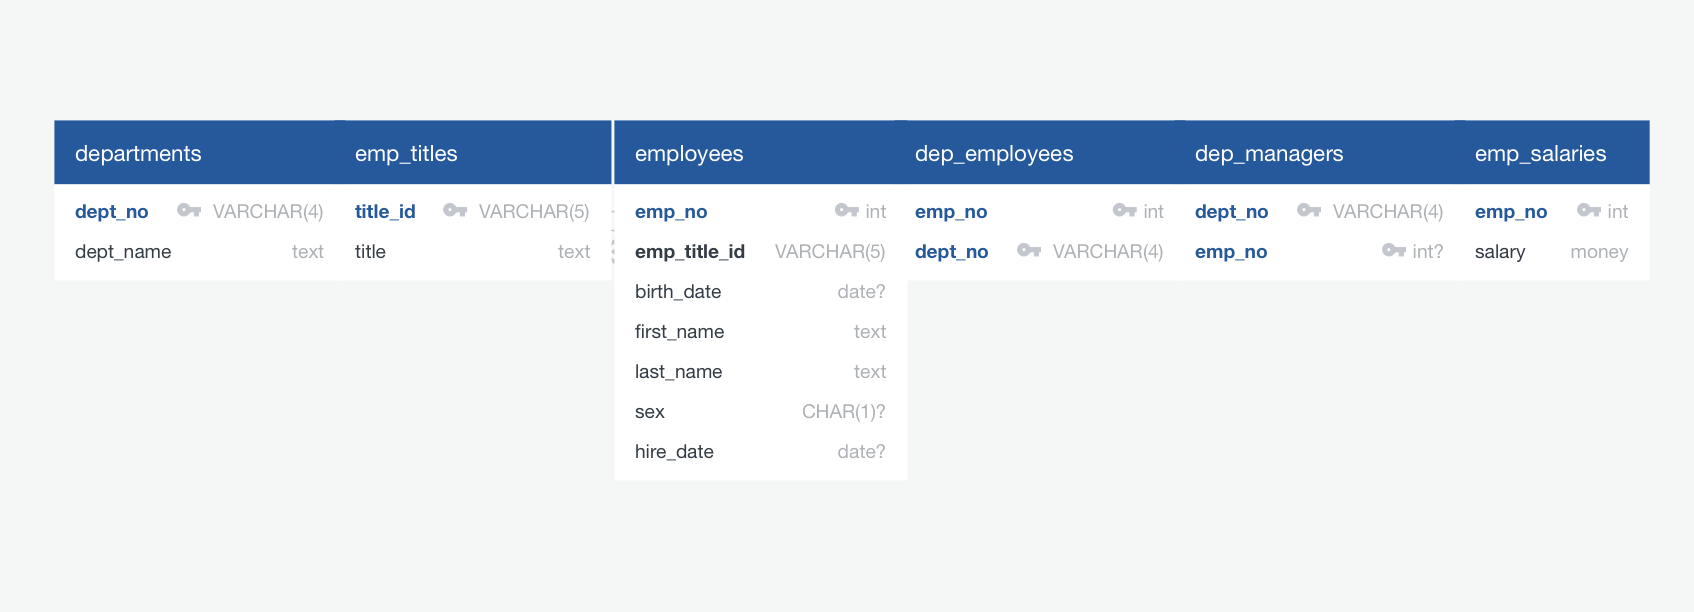 departments
dept_no VARCHAR(4)
dept_name text
emp_titles
title_id VARCHAR(5)
title text
employees
emp_no int
emp_title_id VARCHAR(5)
birth_date date?
first_name text
last_name text
sex CHAR(1)?
hire_date date?
dep_employees
emp_no int
dept_no VARCHAR(4)
dep_managers
dept_no VARCHAR(4)
emp_no int?
emp_salaries
emp_no int
salary money